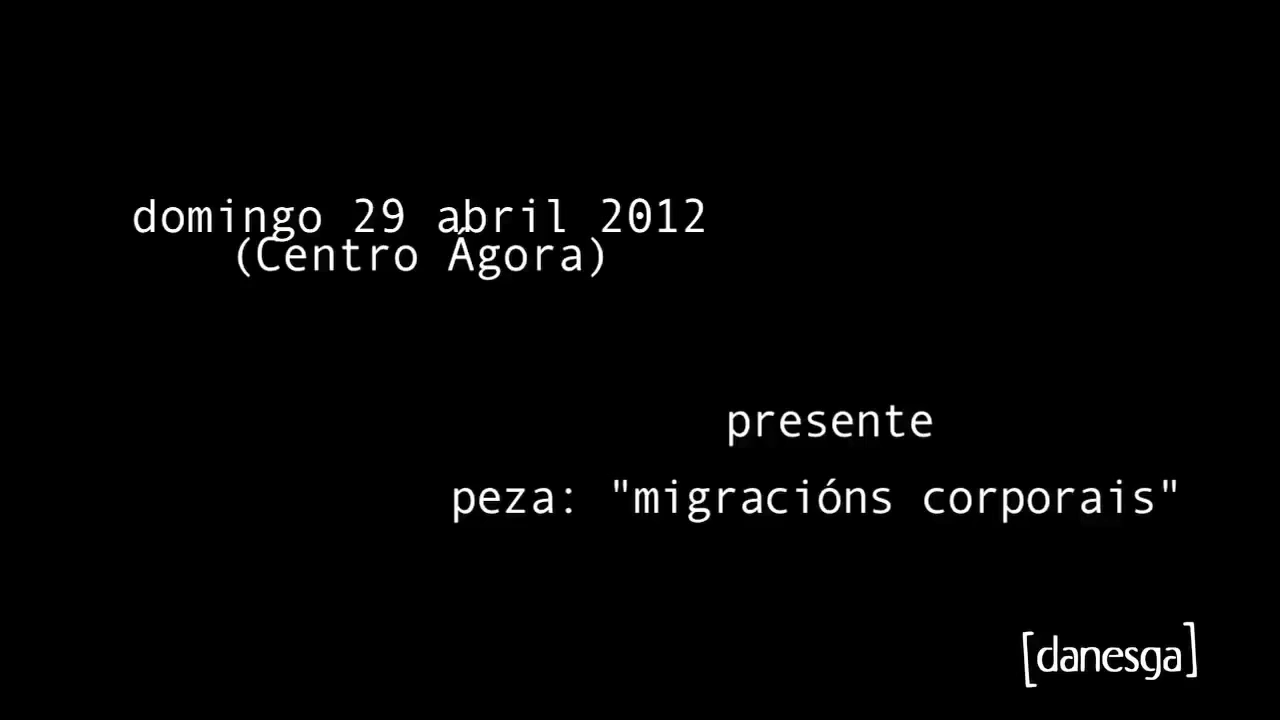 domingo 29 abril 2012
(Centro Ágora)
presente
peza: "migracións corporais"
[danesga]